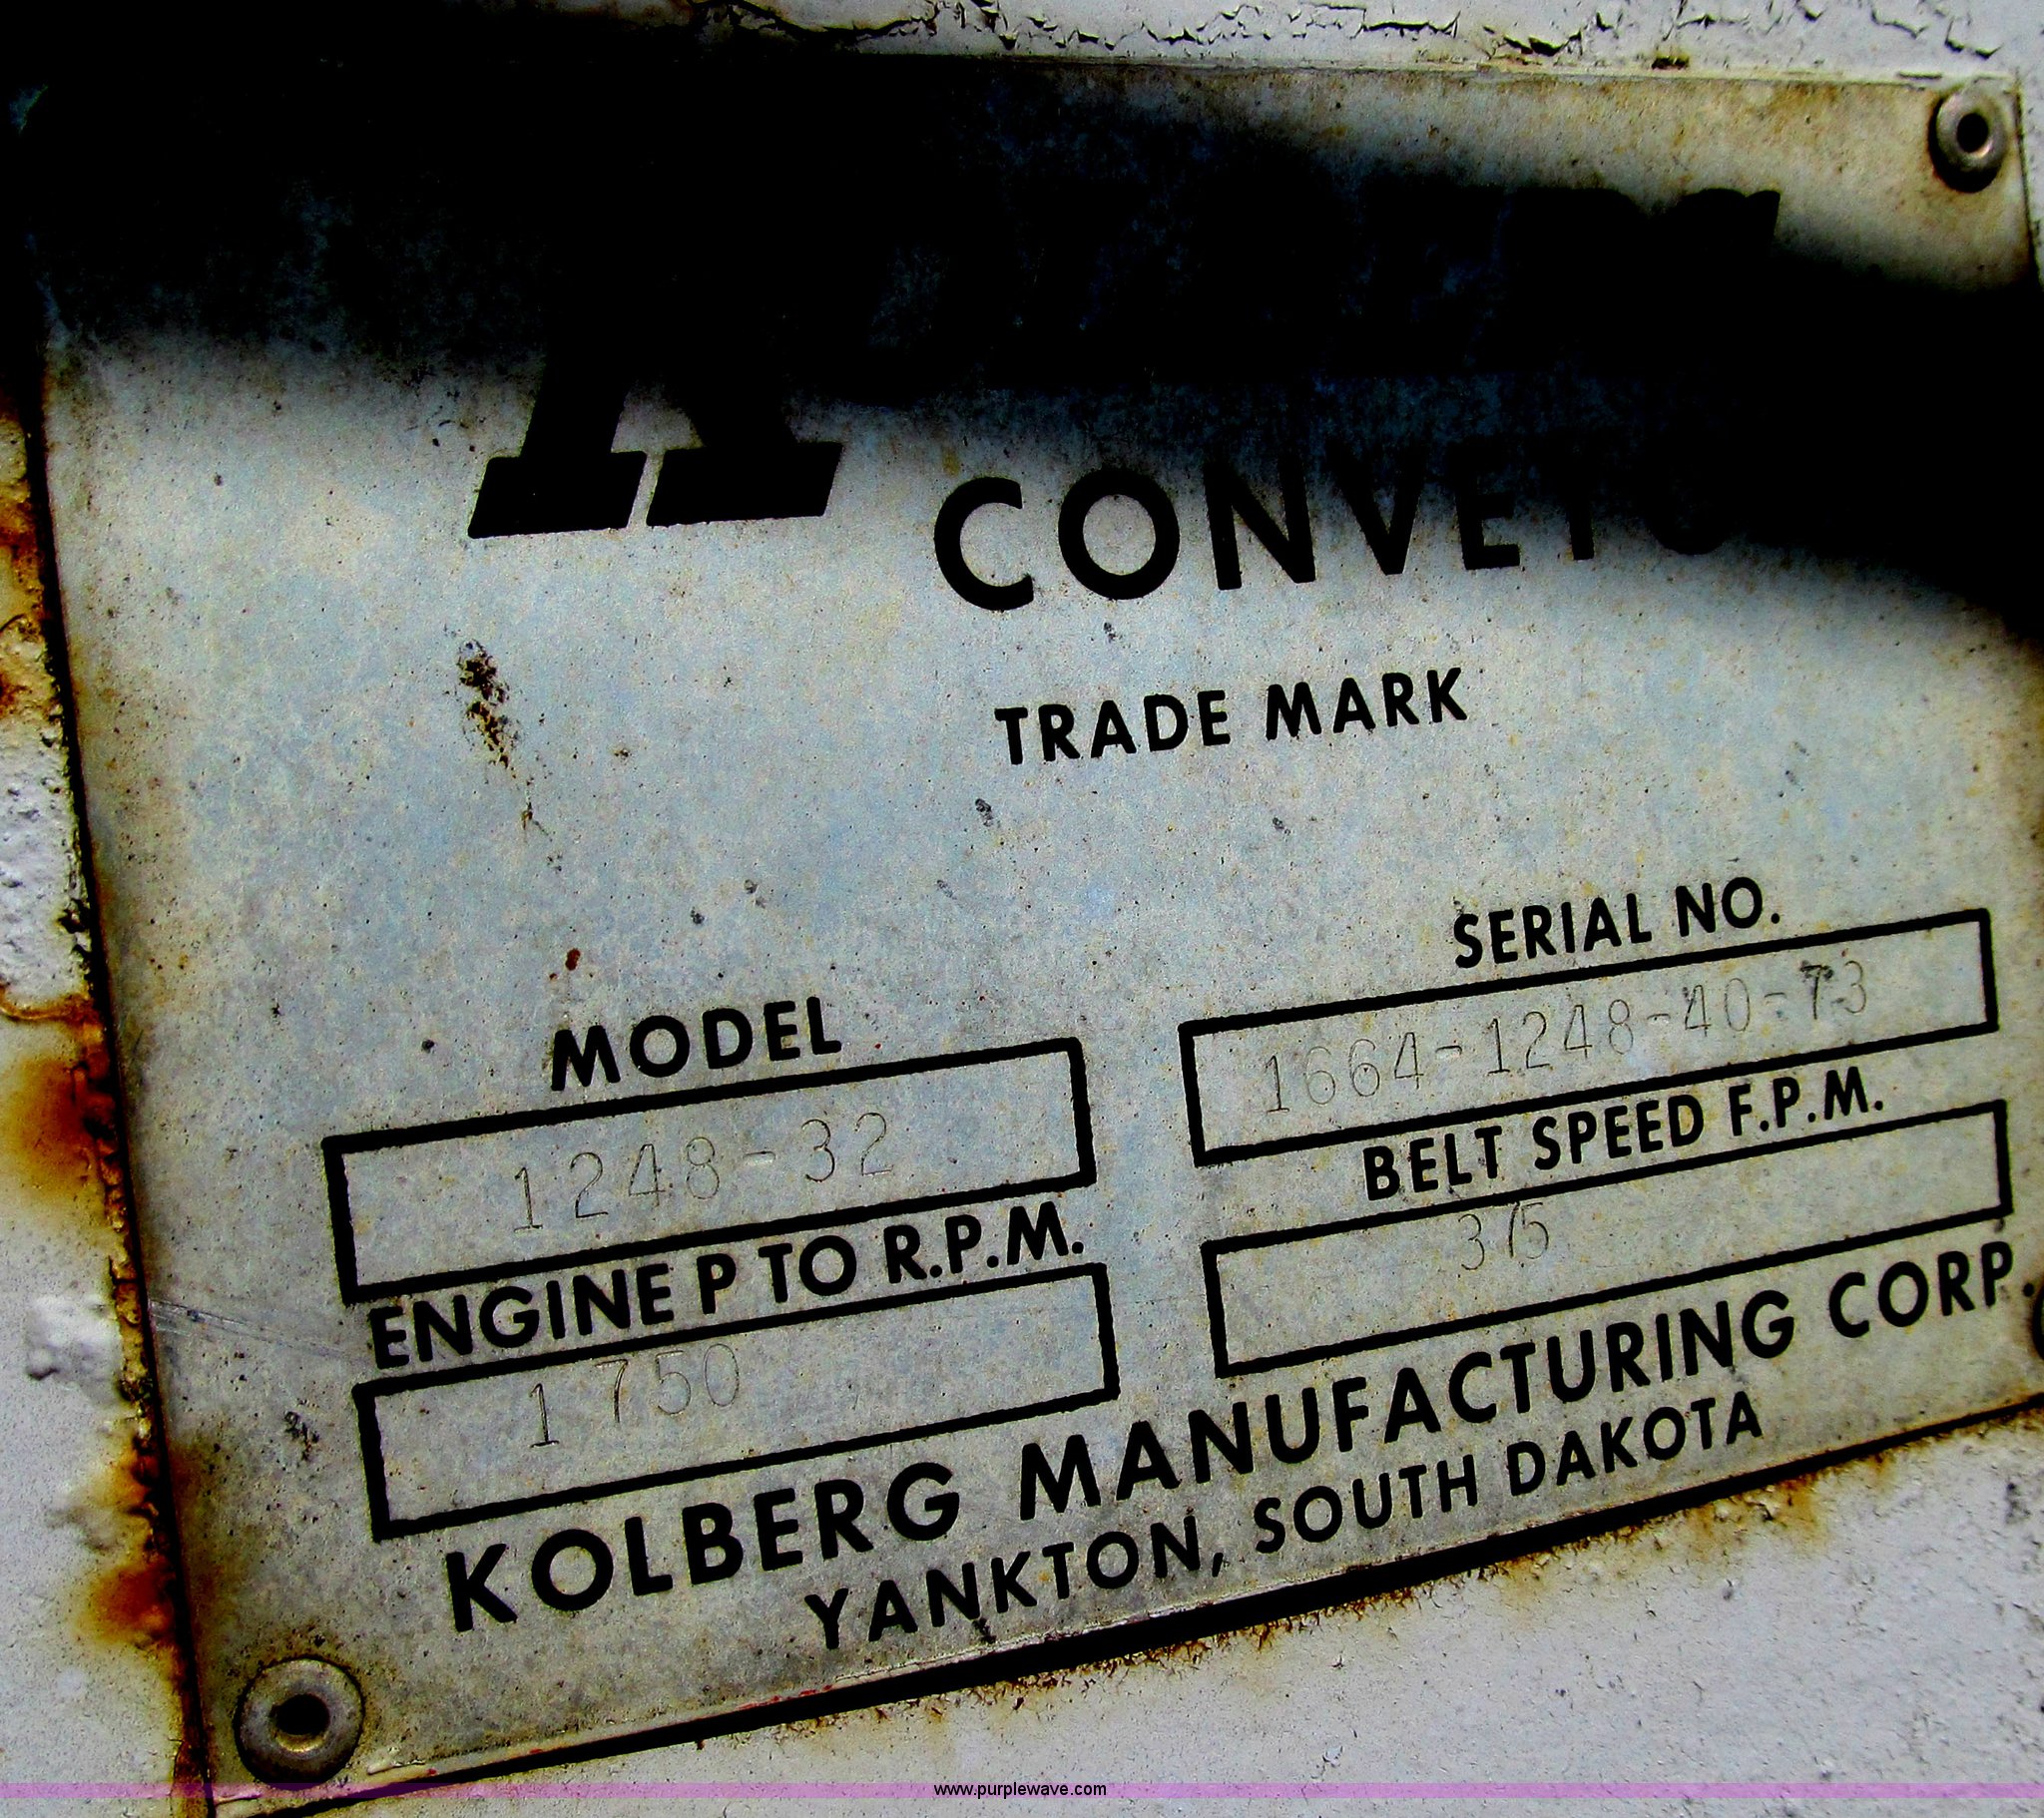 CONVEYO
TRADE MARK
MODEL
1248-32
SERIAL NO.
1664-1248-40-73
ENGINE P TO R.P.M.
1750
BELT SPEED F.P.M.
375
KOLBERG MANUFACTURING CORP.
YANKTON, SOUTH DAKOTA
www.purplewave.com